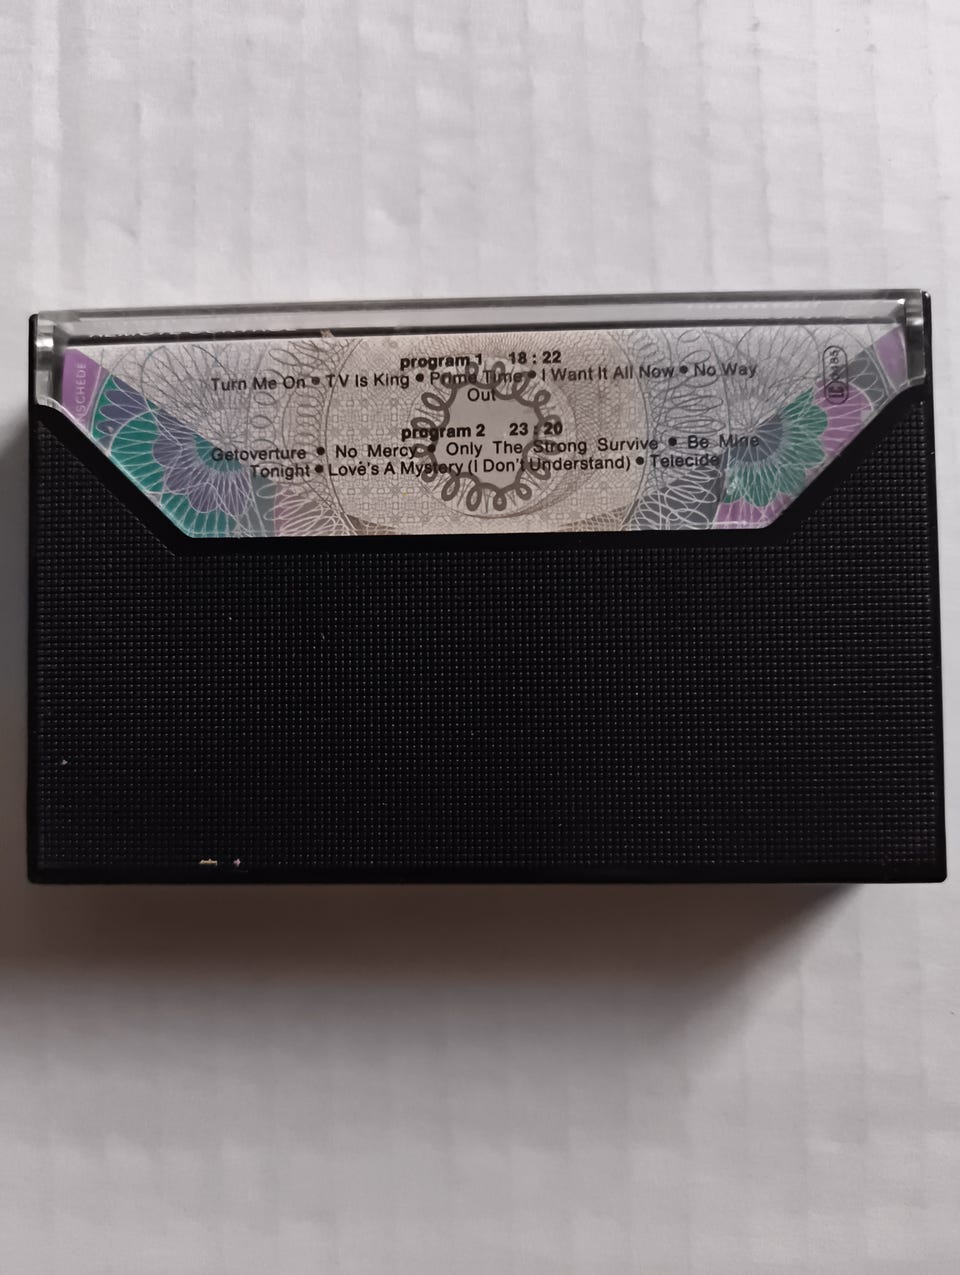 program 1 18:22
Turn Me On • TV Is King • Prime Time • I Want It All Now • No Way
Out
program 2 23:20
Getoverture • No Mercy • Only The Strong Survive • Be Mine
Tonight • Love's A Mystery (I Don't Understand) • Telecide